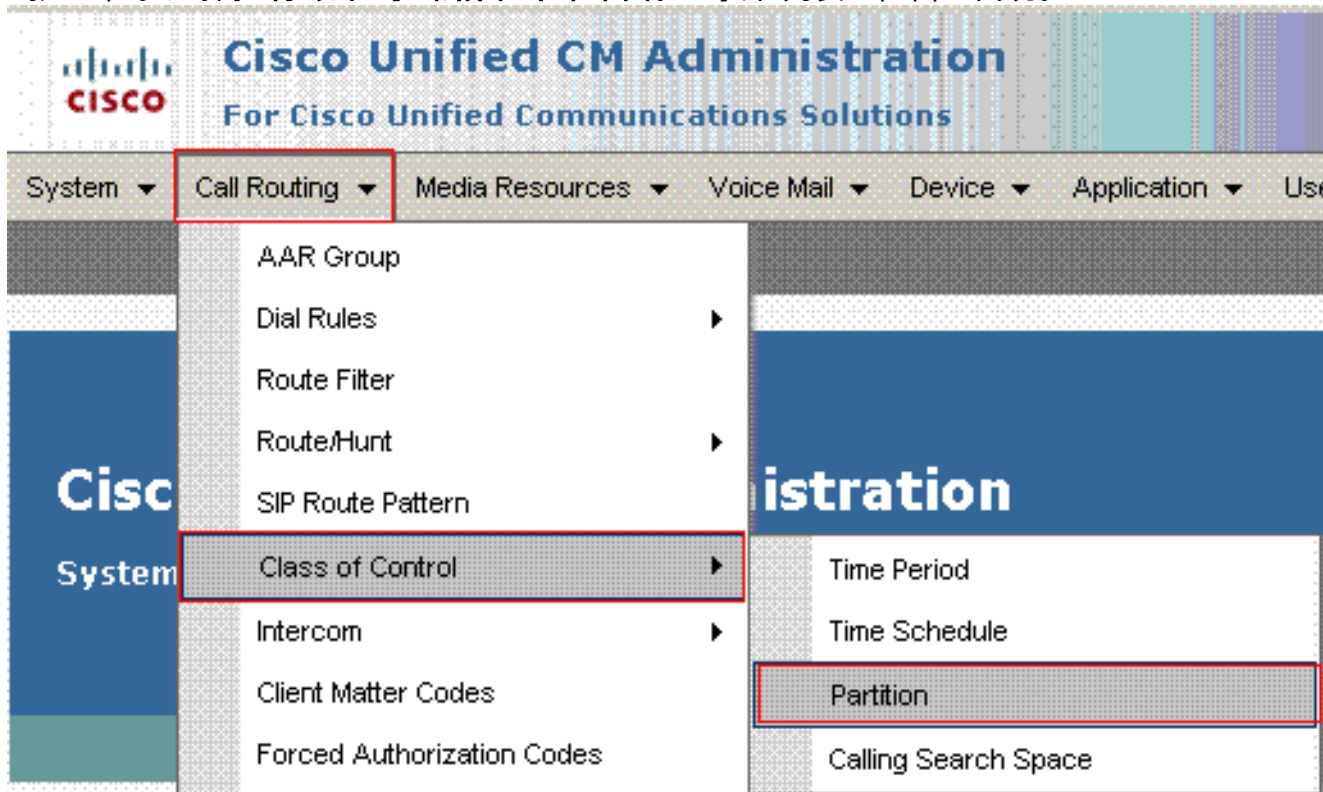 CISCO
Cisco Unified CM Administration
For Cisco Unified Communications Solutions
System Call Routing Media Resources Voice Mail Device Application Use
AAR Group
Dial Rules
Route Filter
Route/Hunt
SIP Route Pattern
Class of Control
Intercom
Client Matter Codes
Forced Authorization Codes
Cisc
istration
System
Time Period
Time Schedule
Partition
Calling Search Space